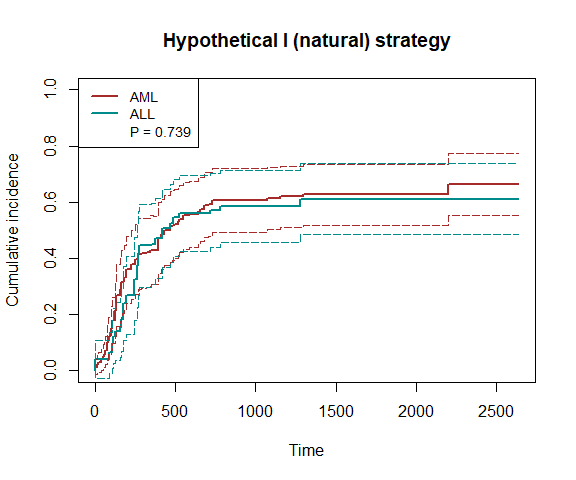 Hypothetical I (natural) strategy
AML
ALL
P = 0.739
Cumulative incidence
1.0
0.8
0.6
0.4
0.2
0.0
0 500 1000 1500 2000 2500
Time